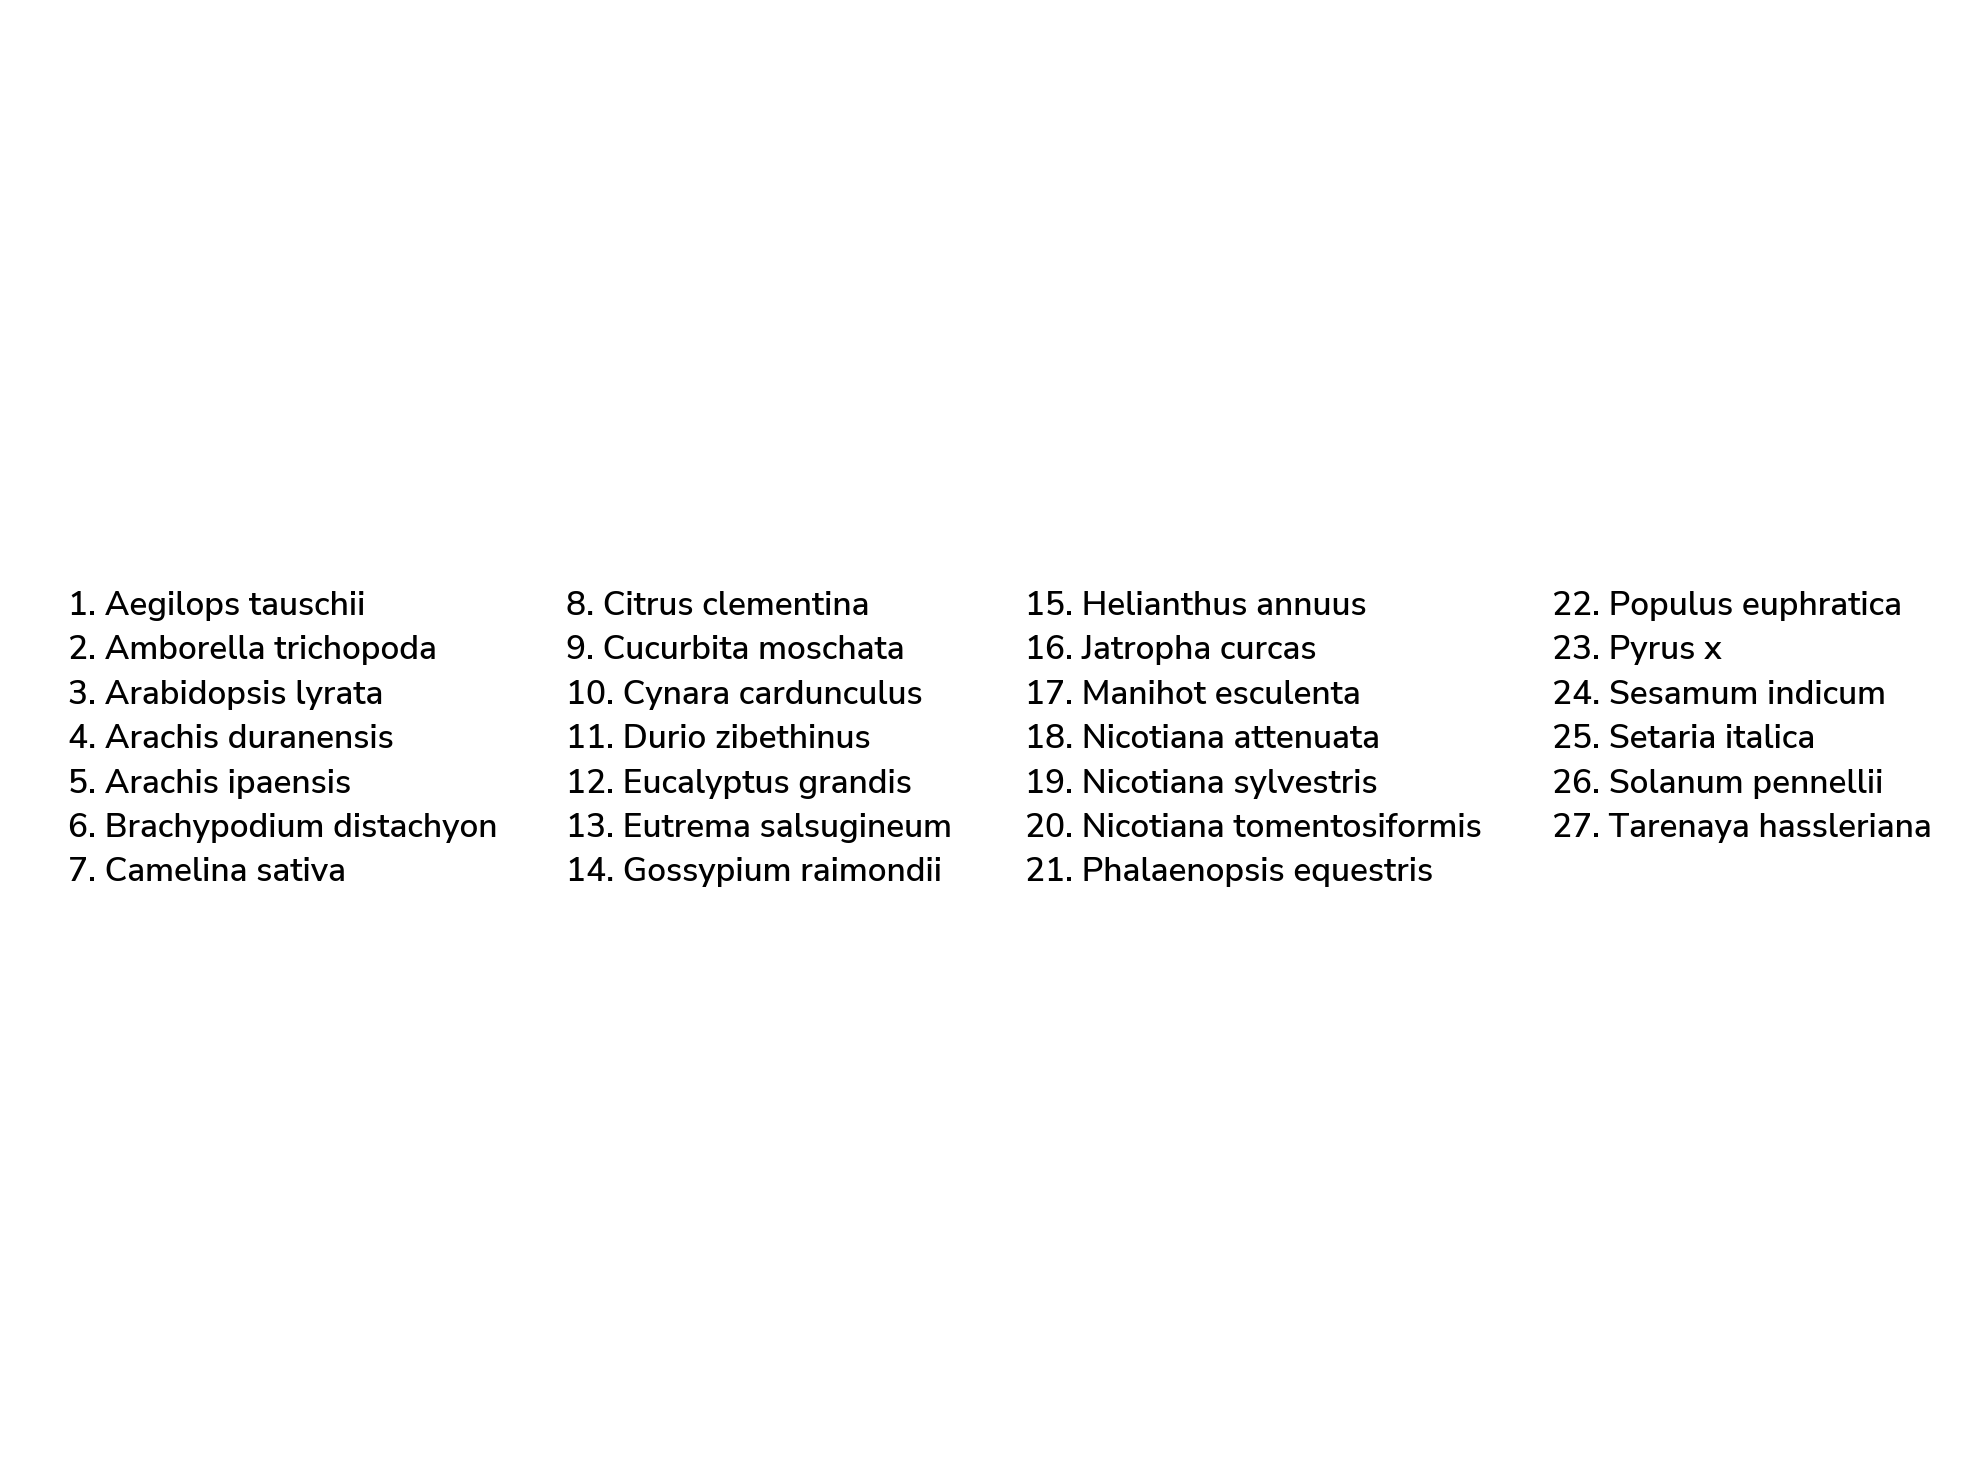 1. Aegilops tauschii
2. Amborella trichopoda
3. Arabidopsis lyrata
4. Arachis duranensis
5. Arachis ipaensis
6. Brachypodium distachyon
7. Camelina sativa
8. Citrus clementina
9. Cucurbita moschata
10. Cynara cardunculus
11. Durio zibethinus
12. Eucalyptus grandis
13. Eutrema salsugineum
14. Gossypium raimondii
15. Helianthus annuus
16. Jatropha curcas
17. Manihot esculenta
18. Nicotiana attenuata
19. Nicotiana sylvestris
20. Nicotiana tomentosiformis
21. Phalaenopsis equestris
22. Populus euphratica
23. Pyrus x
24. Sesamum indicum
25. Setaria italica
26. Solanum pennellii
27. Tarenaya hassleriana